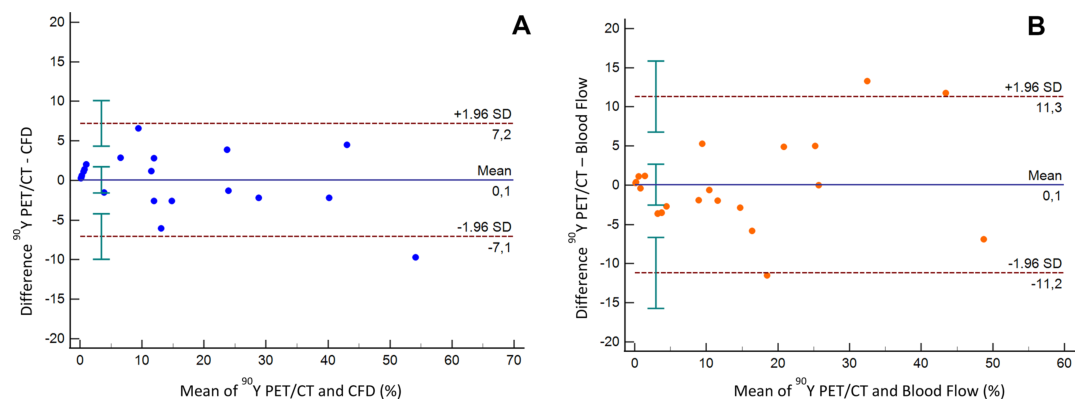 A
20
15
10
5
0
-5
-10
-15
-20
Difference ⁹⁰Y PET/CT - CFD
+1.96 SD
7,2
Mean
0,1
-1.96 SD
-7,1
0 10 20 30 40 50 60 70
Mean of ⁹⁰Y PET/CT and CFD (%)
B
20
15
10
5
0
-5
-10
-15
-20
Difference ⁹⁰Y PET/CT – Blood Flow
+1.96 SD
11,3
Mean
0,1
-1.96 SD
-11,2
0 10 20 30 40 50 60
Mean of ⁹⁰Y PET/CT and Blood Flow (%)